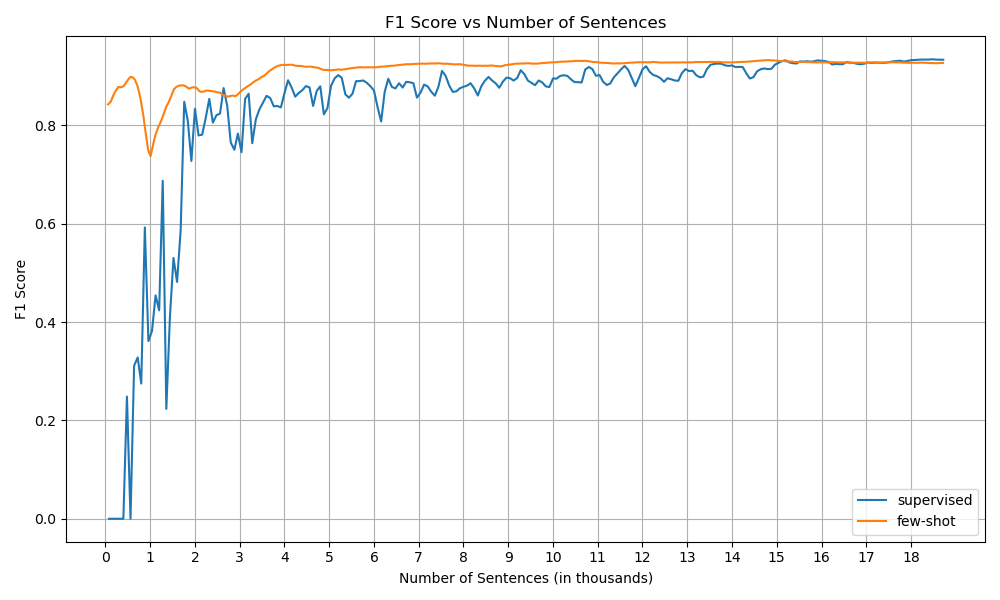 F1 Score vs Number of Sentences
F1 Score
0.8
0.6
0.4
0.2
0.0
0 1 2 3 4 5 6 7 8 9 10 11 12 13 14 15 16 17 18
Number of Sentences (in thousands)
supervised
few-shot